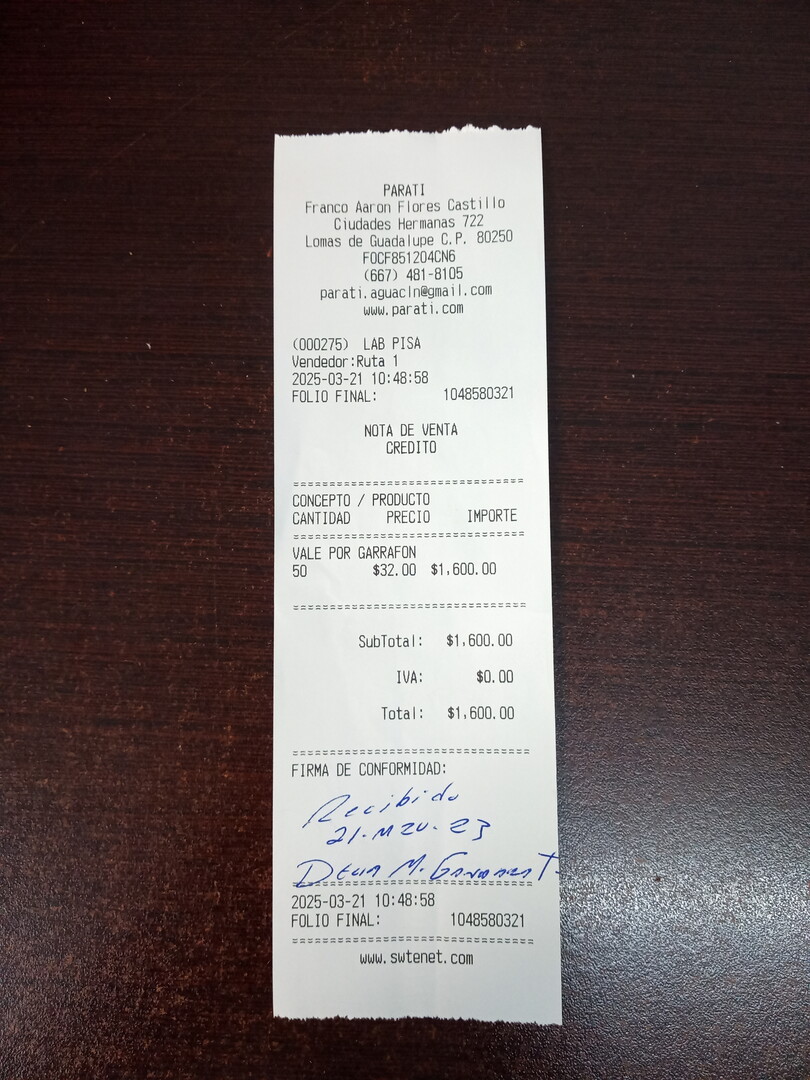 PARATI
Franco Aaron Flores Castillo
Ciudades Hermanas 722
Lomas de Guadalupe C.P. 80250
FOCF851204CN6
(667) 481-8105
parati.aguacln@gmail.com
www.parati.com
(000275) LAB PISA
Vendedor:Ruta 1
2025-03-21 10:48:58
FOLIO FINAL: 1048580321
NOTA DE VENTA
CREDITO
================================
CONCEPTO / PRODUCTO
CANTIDAD PRECIO IMPORTE
================================
VALE POR GARRAFON
50 $32.00 $1,600.00
================================
SubTotal: $1,600.00
IVA: $0.00
Total: $1,600.00
================================
FIRMA DE CONFORMIDAD:
Recibido
21-MZO-23
M.
================================
2025-03-21 10:48:58
FOLIO FINAL: 1048580321
================================
www.swtenet.com